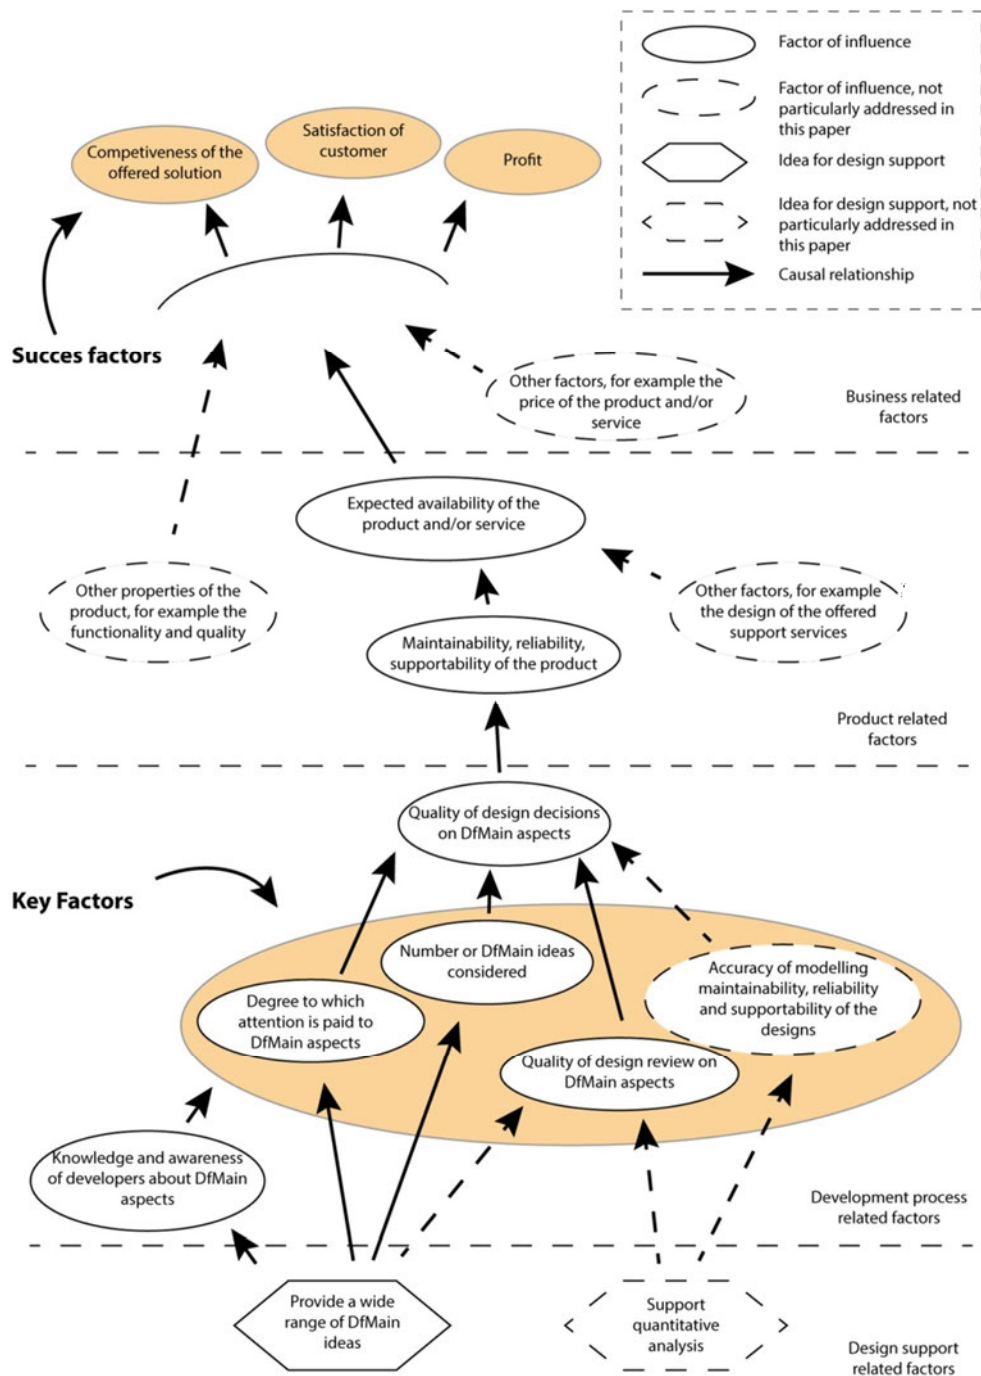 Factor of influence
Factor of influence, not
particularly addressed in
this paper
Idea for design support
Idea for design support, not
particularly addressed in
this paper
Causal relationship
Competiveness of the
offered solution
Satisfaction of
customer
Profit
Succes factors
Other factors, for example the
price of the product and/or
service
Business related
factors
Expected availability of the
product and/or service
Other properties of the
product, for example the
functionality and quality
Other factors, for example
the design of the offered
support services
Maintainability, reliability,
supportability of the product
Product related
factors
Quality of design decisions
on DfMain aspects
Key Factors
Number or DfMain ideas
considered
Accuracy of modelling
maintainability, reliability
and supportability of the
designs
Degree to which
attention is paid to
DfMain aspects
Quality of design review on
DfMain aspects
Knowledge and awareness
of developers about DfMain
aspects
Development process
related factors
Provide a wide
range of DfMain
ideas
Support
quantitative
analysis
Design support
related factors